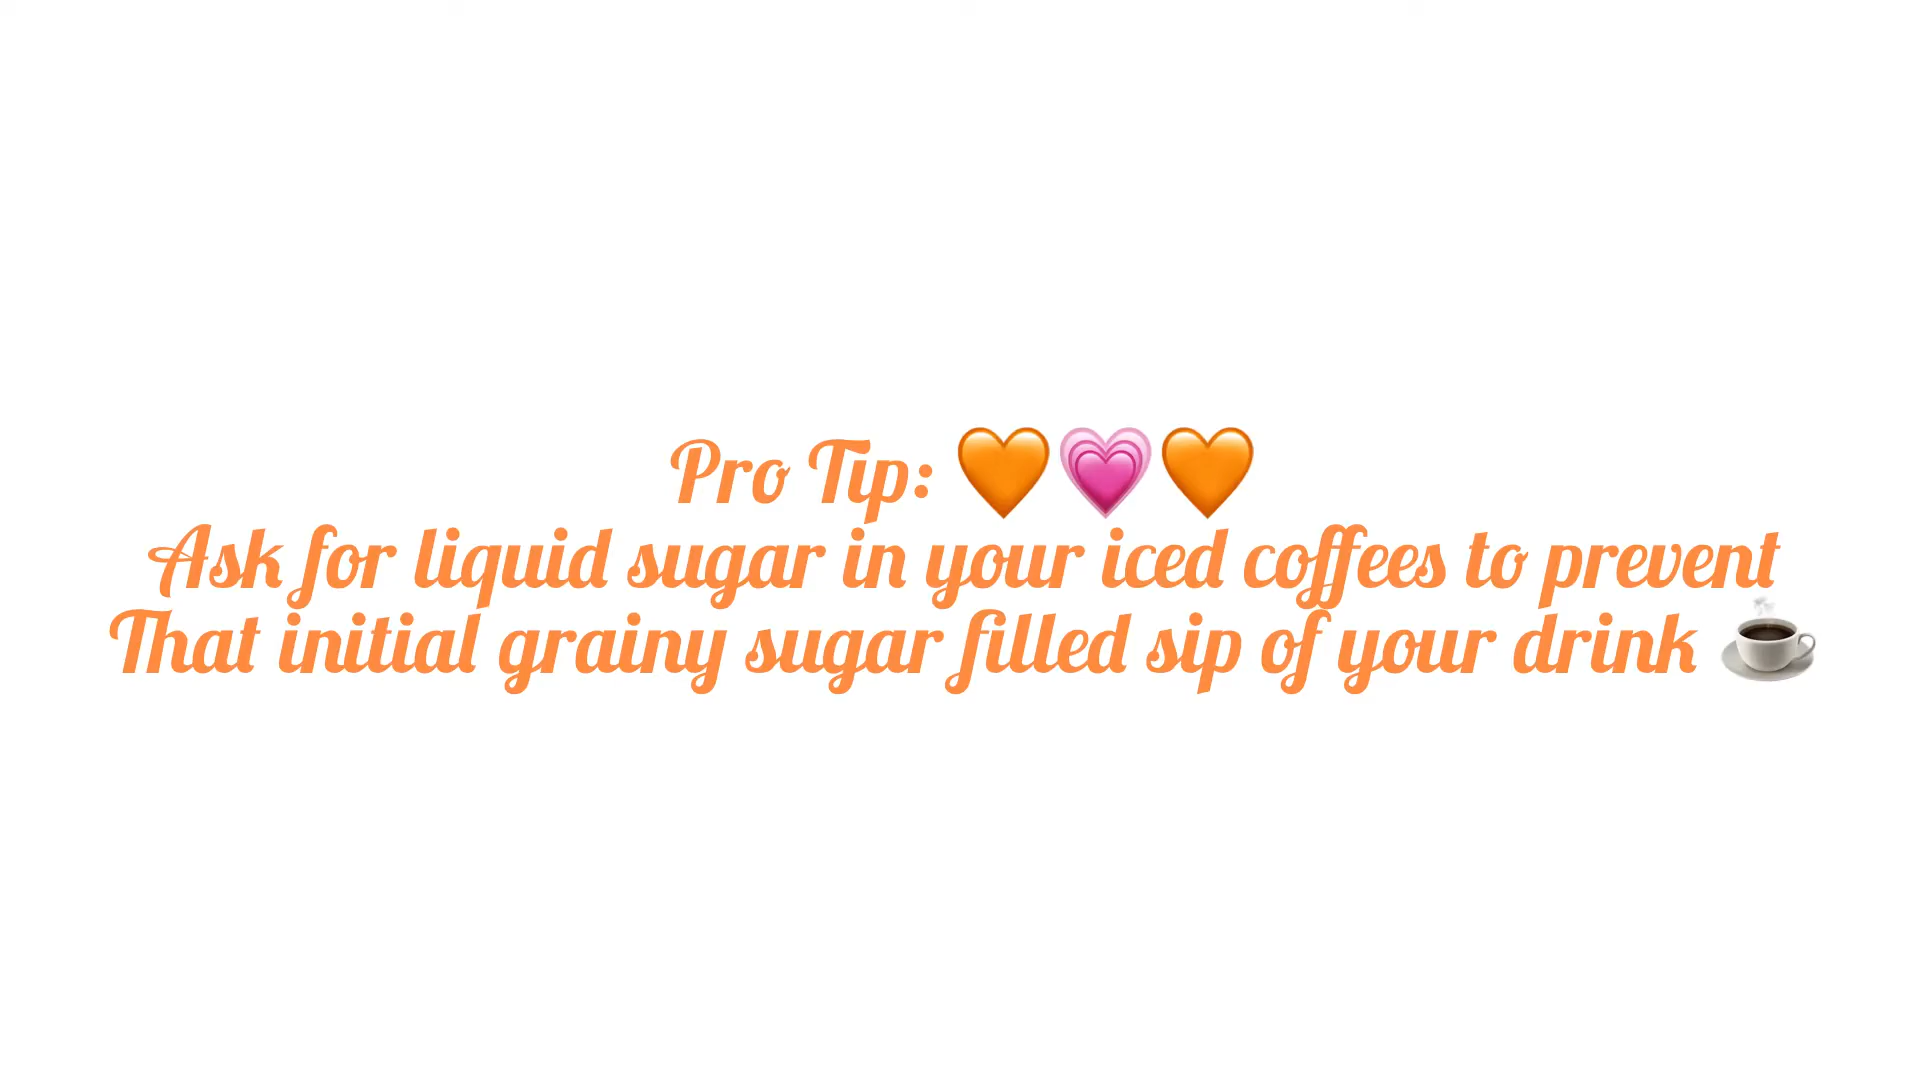 Pro Tip: 🧡💗🧡
Ask for liquid sugar in your iced coffees to prevent
That initial grainy sugar filled sip of your drink ☕